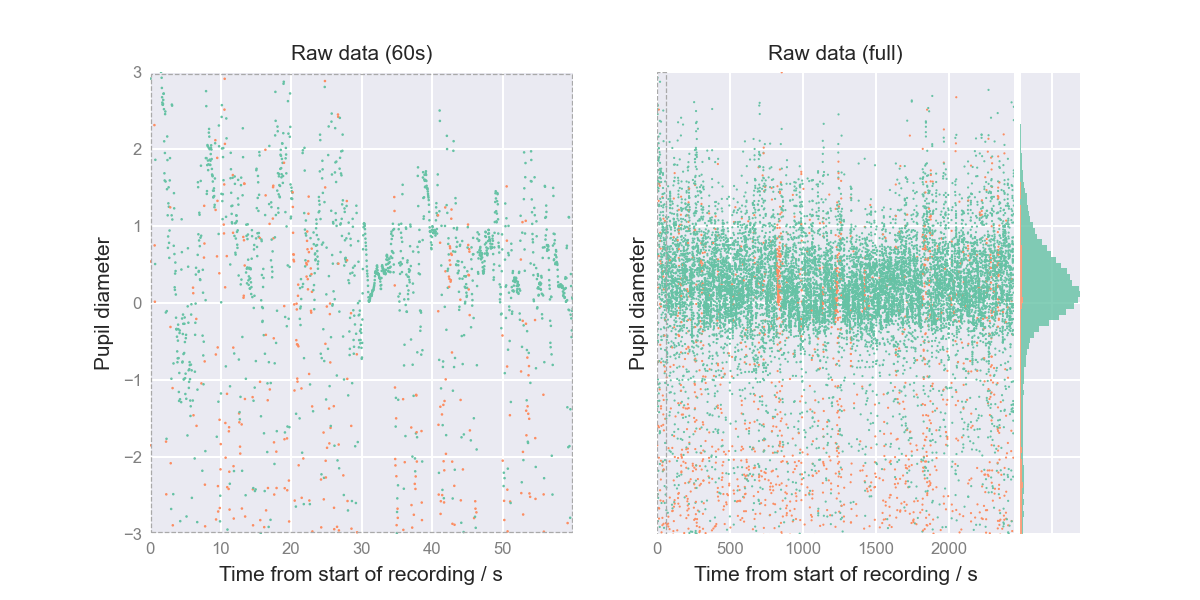 Raw data (60s)
Raw data (full)
Pupil diameter
3
2
1
0
−1
−2
−3
0 10 20 30 40 50
Time from start of recording / s
Pupil diameter
0 500 1000 1500 2000
Time from start of recording / s